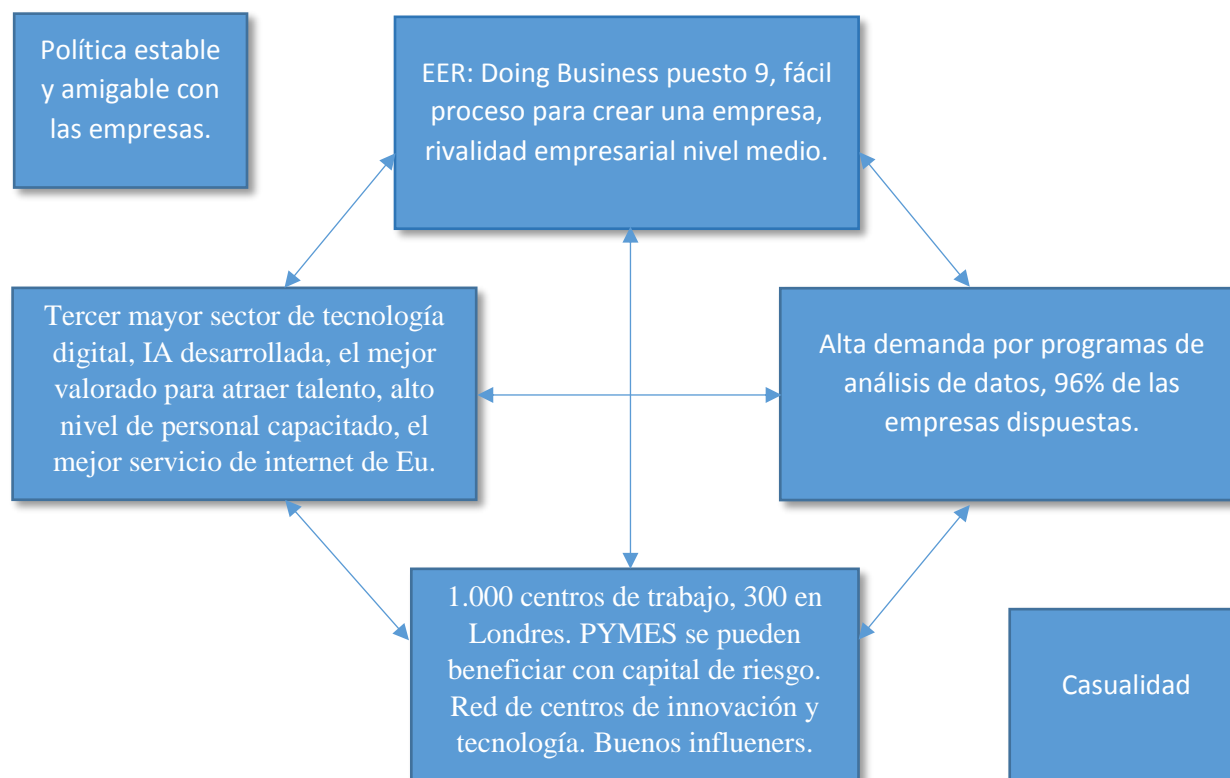 Política estable
y amigable con
las empresas.
EER: Doing Business puesto 9, fácil
proceso para crear una empresa,
rivalidad empresarial nivel medio.
Tercer mayor sector de tecnología
digital, IA desarrollada, el mejor
valorado para atraer talento, alto
nivel de personal capacitado, el
mejor servicio de internet de Eu.
Alta demanda por programas de
análisis de datos, 96% de las
empresas dispuestas.
1.000 centros de trabajo, 300 en
Londres. PYMES se pueden
beneficiar con capital de riesgo.
Red de centros de innovación y
tecnología. Buenos influeners.
Casualidad